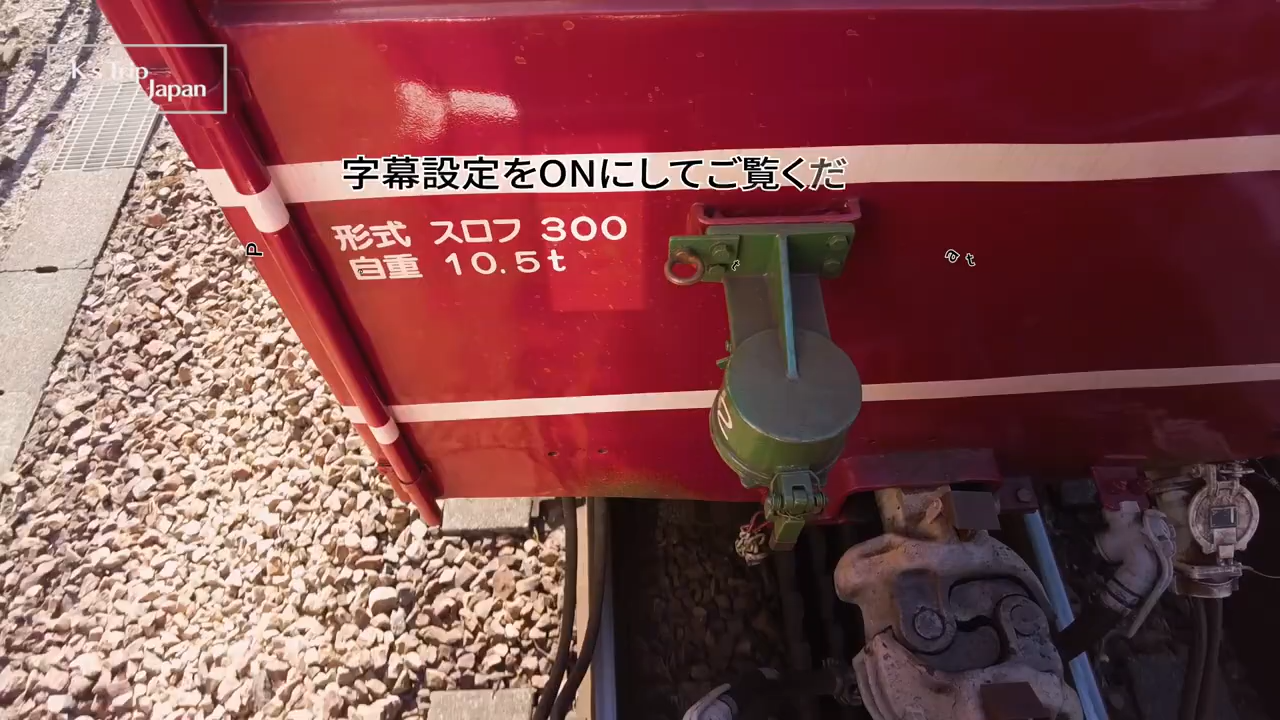 K's Trip
Japan
字幕設定をONにしてご覧くだ
形式 スロフ 300
自重 10.5t